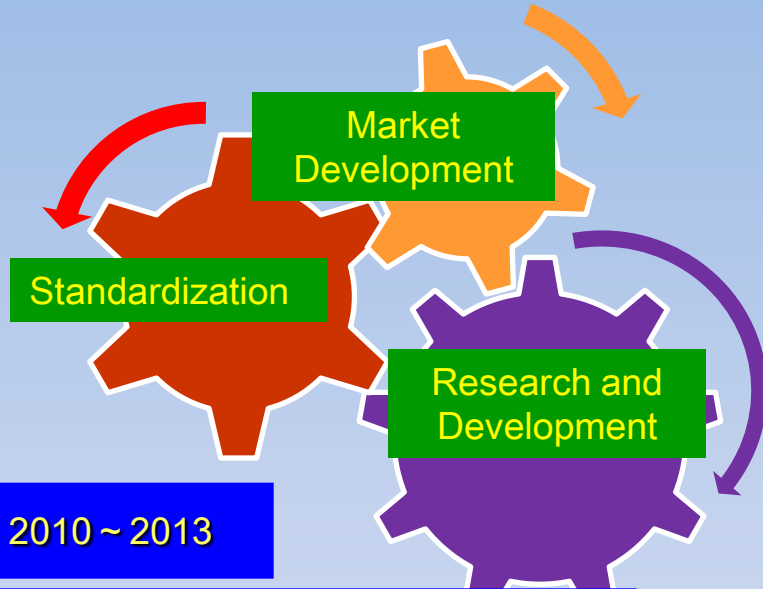 Market
Development
Standardization
Research and
Development
2010 ~ 2013